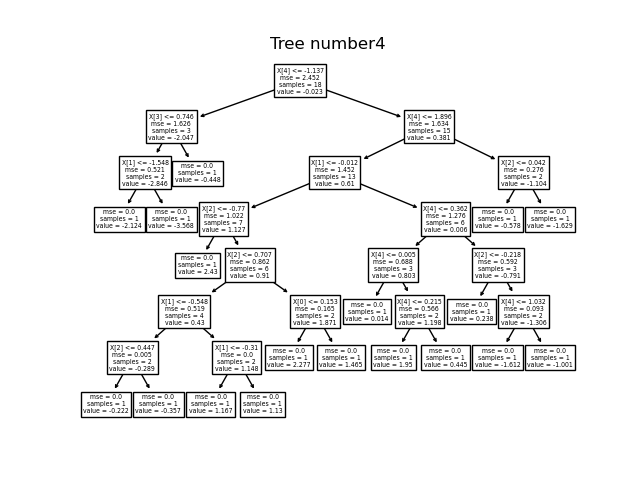 Tree number4
X[4] <= -1.137
mse = 2.452
samples = 18
value = -0.023
X[3] <= 0.746
mse = 1.626
samples = 3
value = -2.047
X[4] <= 1.896
mse = 1.634
samples = 15
value = 0.381
X[1] <= -1.548
mse = 0.521
samples = 2
value = -2.846
mse = 0.0
samples = 1
value = -0.448
X[1] <= -0.012
mse = 1.452
samples = 13
value = 0.61
X[2] <= 0.042
mse = 0.276
samples = 2
value = -1.104
mse = 0.0
samples = 1
value = -2.124
mse = 0.0
samples = 1
value = -3.568
X[2] <= -0.77
mse = 1.022
samples = 7
value = 1.127
X[4] <= 0.362
mse = 1.276
samples = 6
value = 0.006
mse = 0.0
samples = 1
value = -0.578
mse = 0.0
samples = 1
value = -1.629
mse = 0.0
samples = 1
value = 2.43
X[2] <= 0.707
mse = 0.862
samples = 6
value = 0.91
X[4] <= 0.005
mse = 0.688
samples = 3
value = 0.803
X[2] <= -0.218
mse = 0.592
samples = 3
value = -0.791
X[1] <= -0.548
mse = 0.519
samples = 4
value = 0.43
X[0] <= 0.153
mse = 0.165
samples = 2
value = 1.871
mse = 0.0
samples = 1
value = 0.014
X[4] <= 0.215
mse = 0.566
samples = 2
value = 1.198
mse = 0.0
samples = 1
value = 0.238
X[4] <= 1.032
mse = 0.093
samples = 2
value = -1.306
X[2] <= 0.447
mse = 0.005
samples = 2
value = -0.289
X[1] <= -0.31
mse = 0.0
samples = 2
value = 1.148
mse = 0.0
samples = 1
value = 2.277
mse = 0.0
samples = 1
value = 1.465
mse = 0.0
samples = 1
value = 1.95
mse = 0.0
samples = 1
value = 0.445
mse = 0.0
samples = 1
value = -1.612
mse = 0.0
samples = 1
value = -1.001
mse = 0.0
samples = 1
value = -0.222
mse = 0.0
samples = 1
value = -0.357
mse = 0.0
samples = 1
value = 1.167
mse = 0.0
samples = 1
value = 1.13